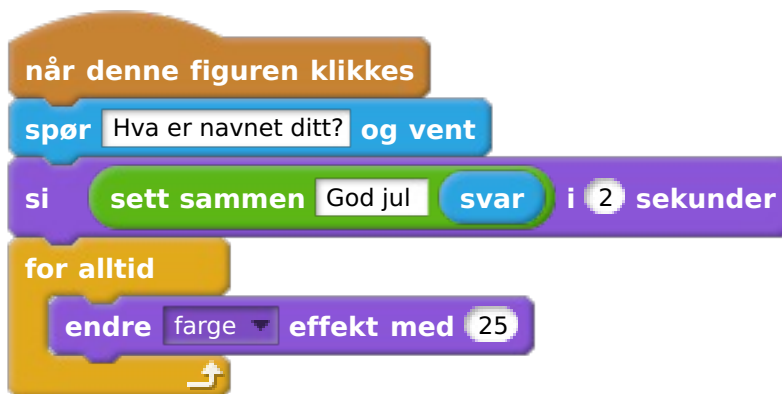 når denne figuren klikkes
spør Hva er navnet ditt? og vent
si sett sammen God jul svar i 2 sekunder
for alltid
endre farge effekt med 25